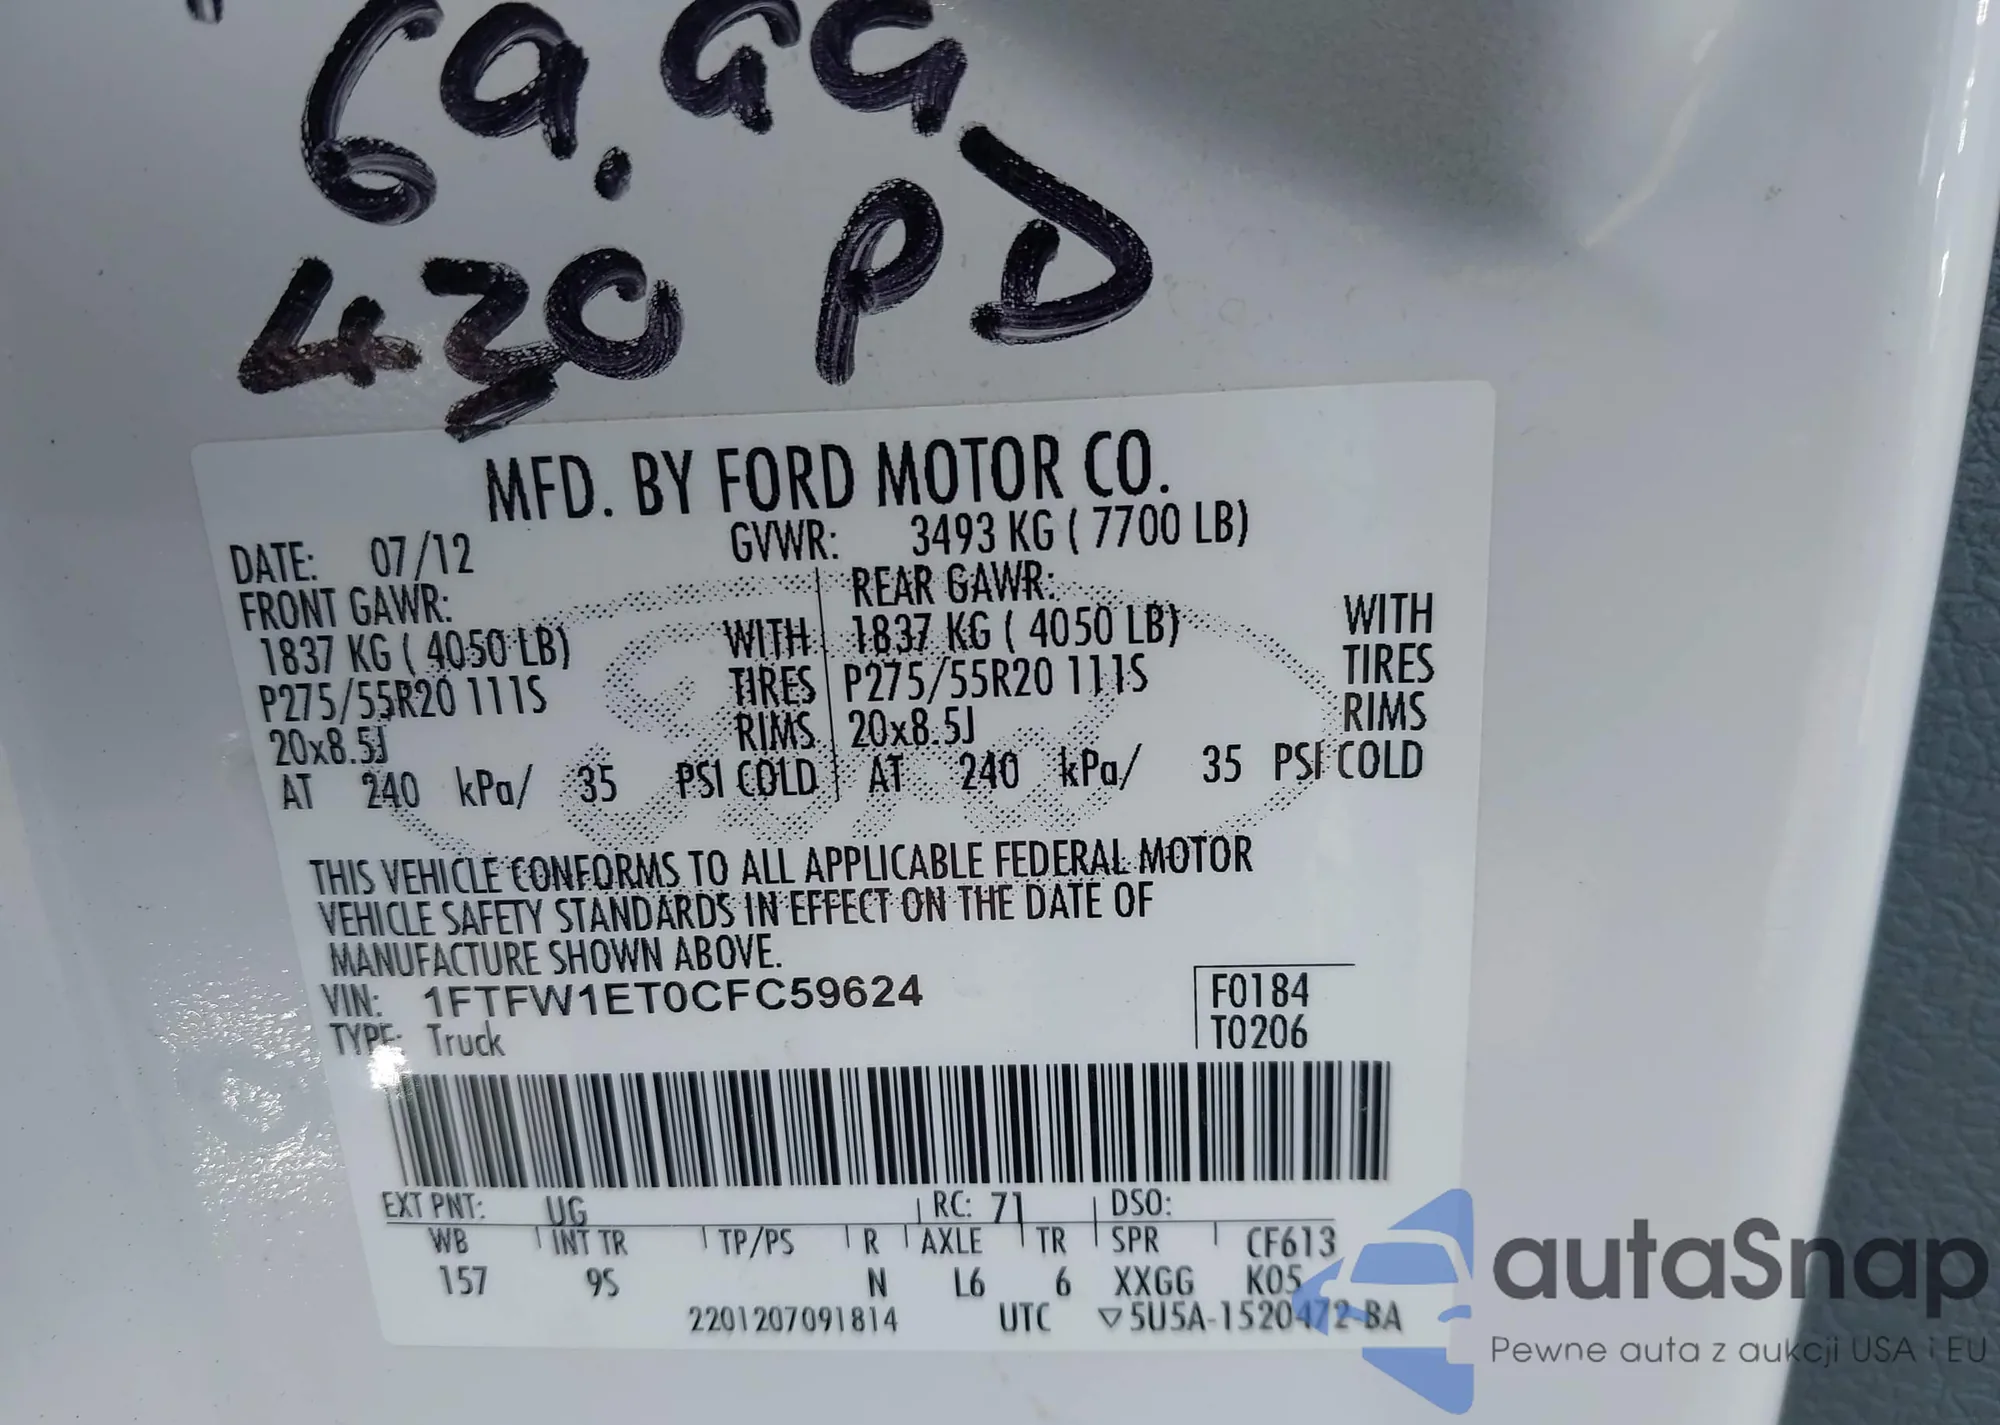 69.99
430 PD
MFD. BY FORD MOTOR CO.
DATE: 07/12 GVWR: 3493 KG ( 7700 LB)
FRONT GAWR: REAR GAWR:
1837 KG ( 4050 LB) WITH 1837 KG ( 4050 LB) WITH
P275/55R20 111S TIRES P275/55R20 111S TIRES
20x8.5J RIMS 20x8.5J RIMS
AT 240 kPa/ 35 PSI COLD AT 240 kPa/ 35 PSI COLD
THIS VEHICLE CONFORMS TO ALL APPLICABLE FEDERAL MOTOR
VEHICLE SAFETY STANDARDS IN EFFECT ON THE DATE OF
MANUFACTURE SHOWN ABOVE.
VIN: 1FTFW1ET0CFC59624 F0184
TYPE: Truck T0206
EXT PNT: UG RC: 71 DSO:
WB INT TR TP/PS R AXLE TR SPR CF613
157 9S N L6 6 XXGG K05
2201207091814 UTC ▽5U5A-1520472-BA
autaSnap
Pewne auta z aukcji USA i EU